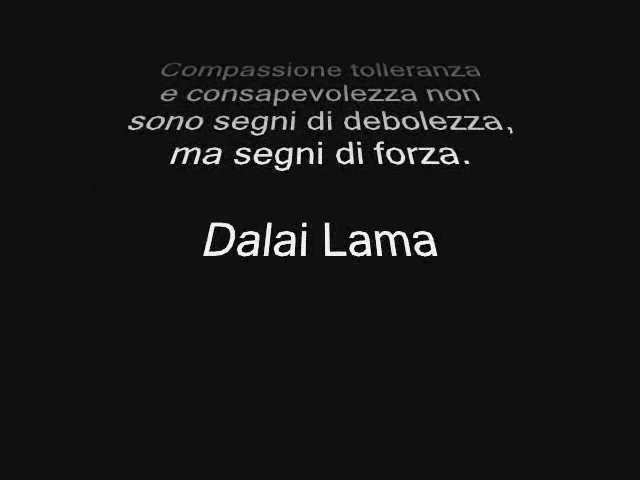 Compassione tolleranza
e consapevolezza non
sono segni di debolezza,
ma segni di forza.
Dalai Lama